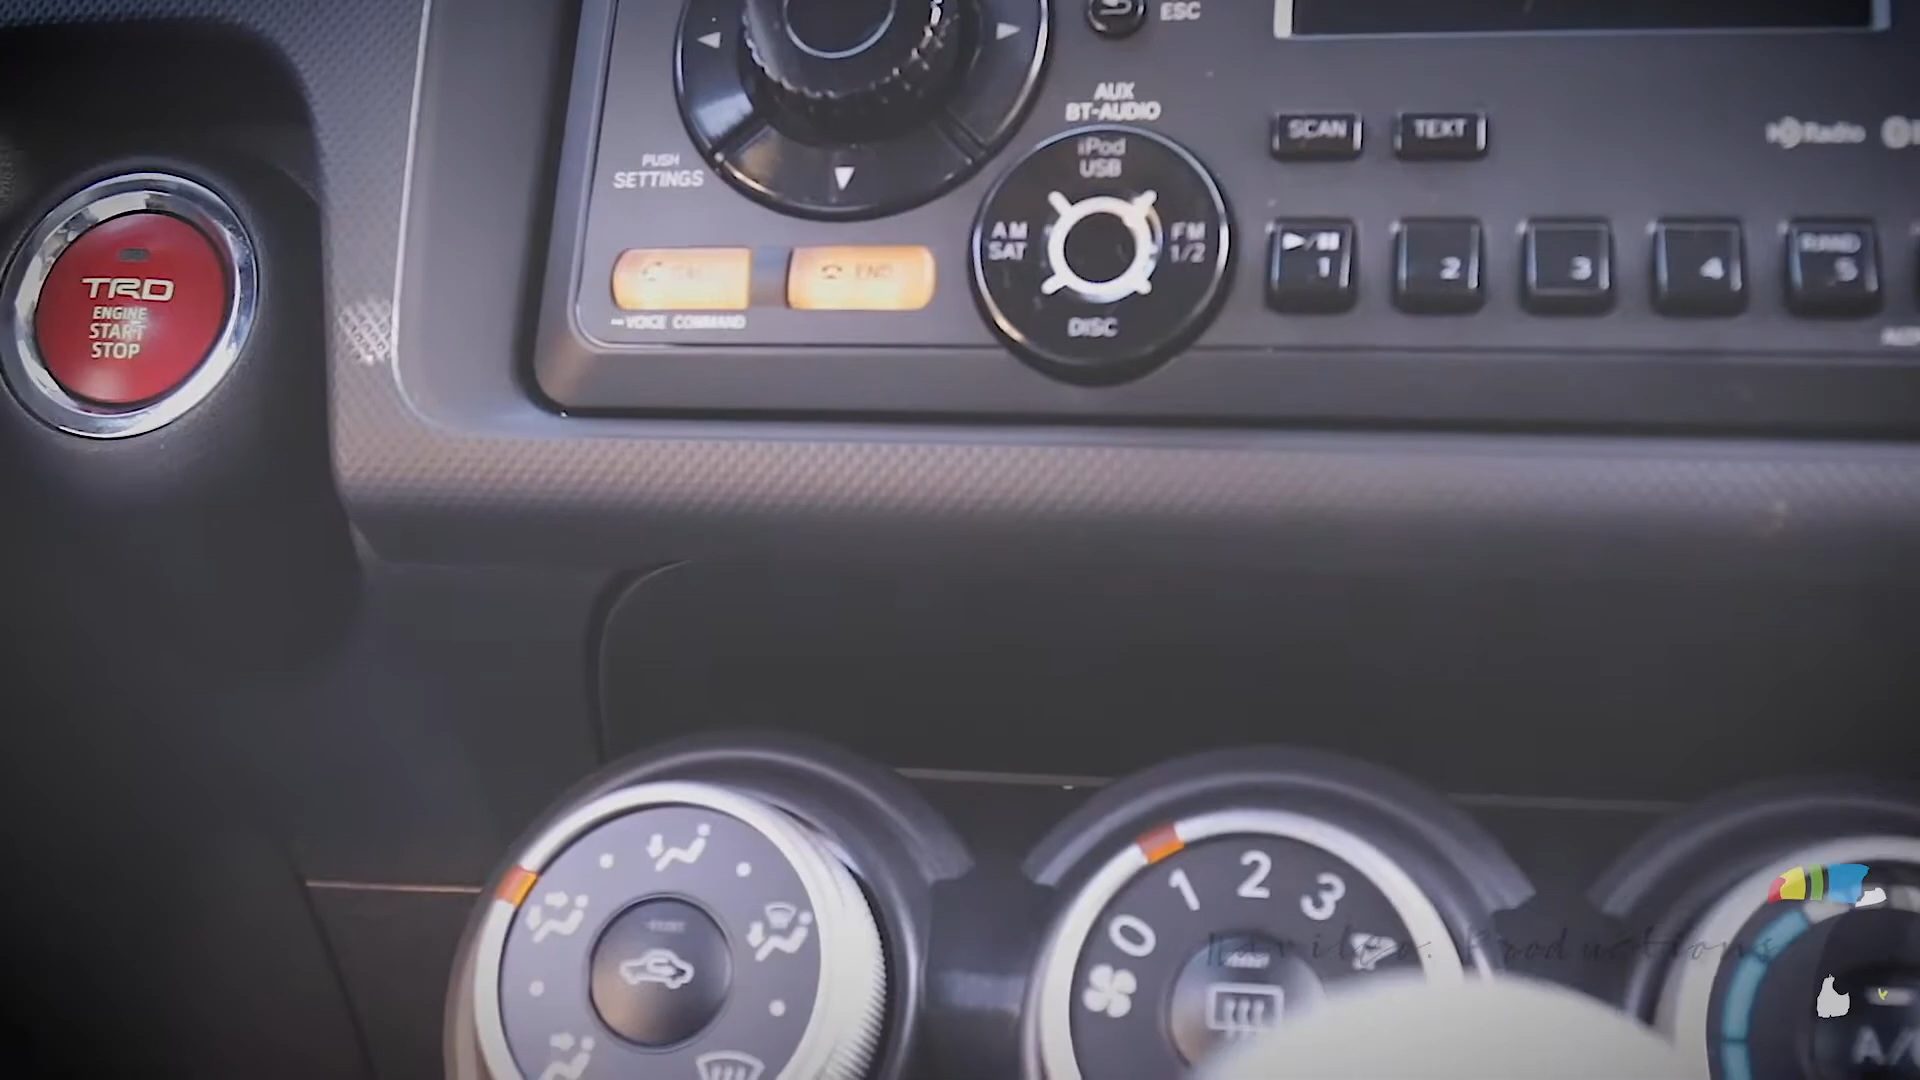 ESC
AUX
BT-AUDIO
iPod
USB
AM
SAT
FM
1/2
DISC
PUSH
SETTINGS
END
VOICE COMMAND
SCAN
TEXT
Radio
1
2
3
4
RAND
5
TRD
ENGINE
START
STOP
0
1
2
3
Productions
A/